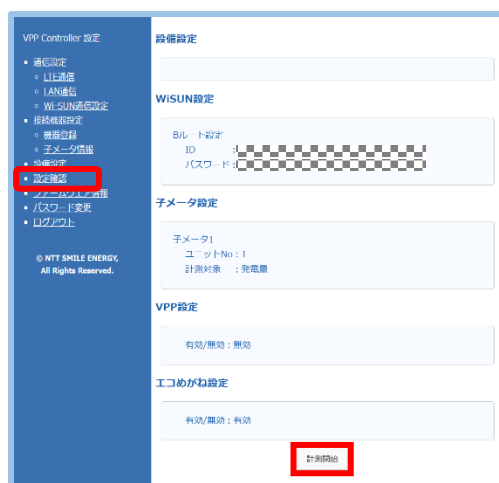 VPP Controller 設定
通信設定
LTE通信
LAN通信
Wi-SUN通信設定
接続機器設定
機器登録
子メータ情報
設備設定
設定確認
ファームウェア情報
パスワード変更
ログアウト
© NTT SMILE ENERGY,
All Rights Reserved.
設備設定
WiSUN設定
Bルート設定
ID :
パスワード :
子メータ設定
子メータ1
ユニットNo : 1
計測対象 : 発電量
VPP設定
有効/無効 : 無効
エコめがね設定
有効/無効 : 有効
計測開始